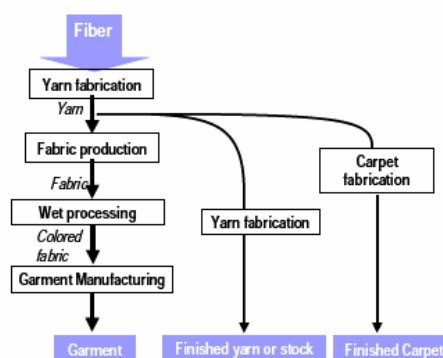 Fiber
Yarn fabrication
Yarn
Fabric production
Carpet
fabrication
Fabric
Wet processing
Yarn fabrication
Colored
fabric
Garment Manufacturing
Garment
Finished yarn or stock
Finished Carpet